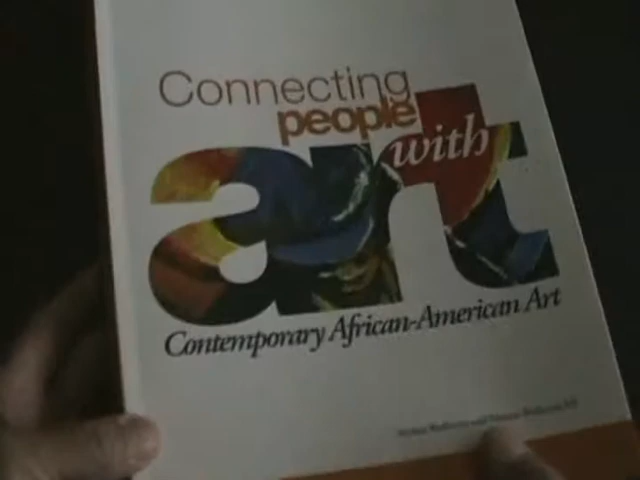 Connecting
people
with
art
Contemporary African-American Art